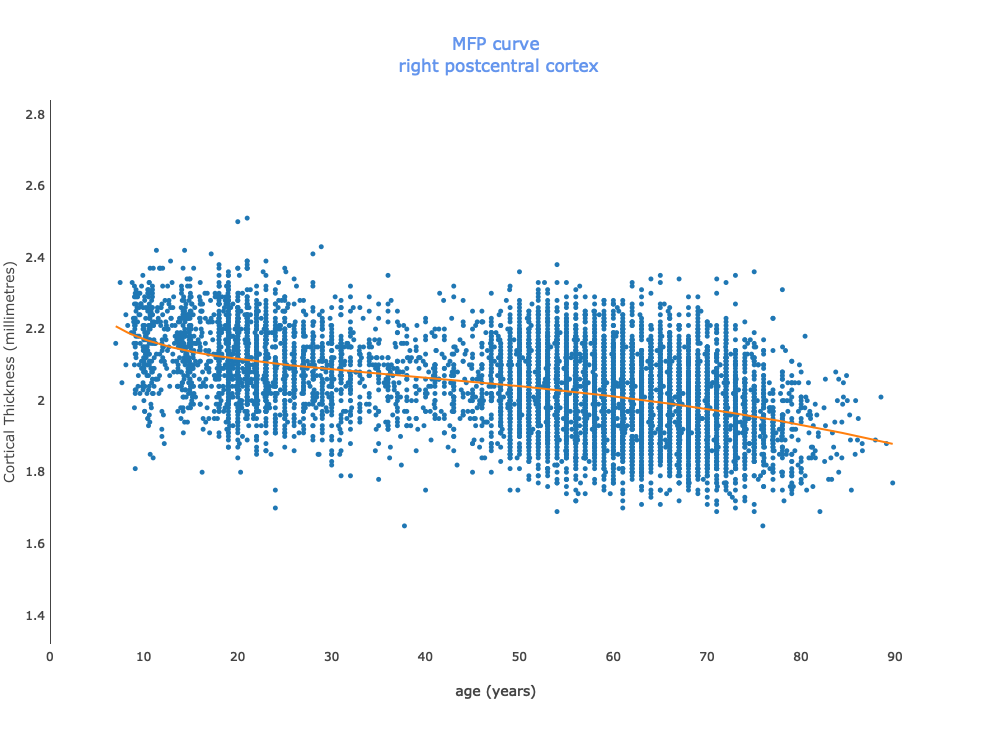 MFP curve
right postcentral cortex
Cortical Thickness (millimetres)
2.8
2.6
2.4
2.2
2
1.8
1.6
1.4
0 10 20 30 40 50 60 70 80 90
age (years)